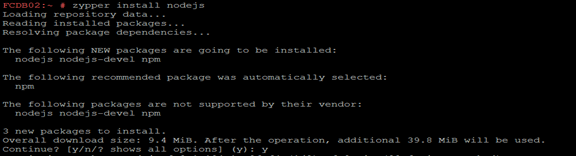 FCDB02:~ # zypper install nodejs
Loading repository data...
Reading installed packages...
Resolving package dependencies...
The following NEW packages are going to be installed:
nodejs nodejs-devel npm
The following recommended package was automatically selected:
npm
The following packages are not supported by their vendor:
nodejs nodejs-devel npm
3 new packages to install.
Overall download size: 9.4 MiB. After the operation, additional 39.8 MiB will be used.
Continue? [y/n/? shows all options] (y): y